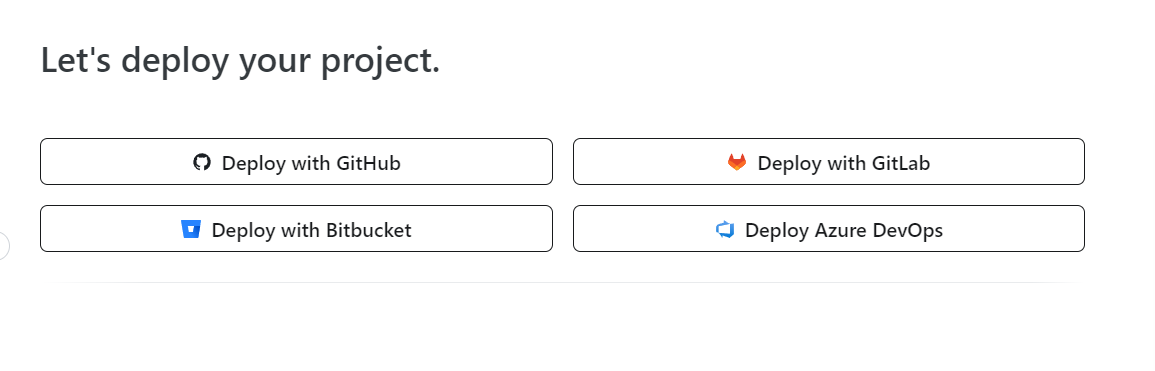 Let's deploy your project.
Deploy with GitHub
Deploy with GitLab
Deploy with Bitbucket
Deploy Azure DevOps